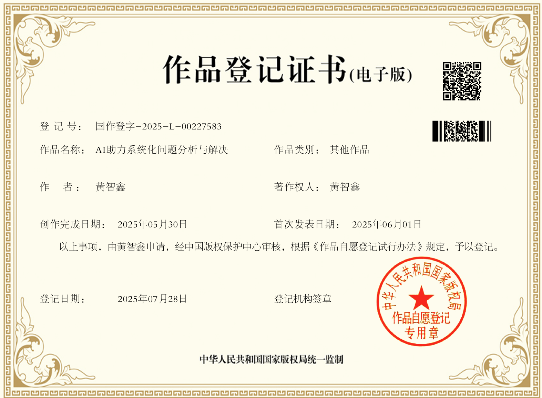 作品登记证书(电子版)
登 记 号： 国作登字-2025-L-00227583
作品名称： AI助力系统化问题分析与解决 作品类别： 其他作品
作 者： 黄智鑫 著作权人： 黄智鑫
创作完成日期： 2025年05月30日 首次发表日期： 2025年06月01日
以上事项，由黄智鑫申请，经中国版权保护中心审核，根据《作品自愿登记试行办法》规定，予以登记。
登记日期： 2025年07月28日 登记机构签章
中华人民共和国国家版权局
作品自愿登记
专用章
中华人民共和国国家版权局统一监制